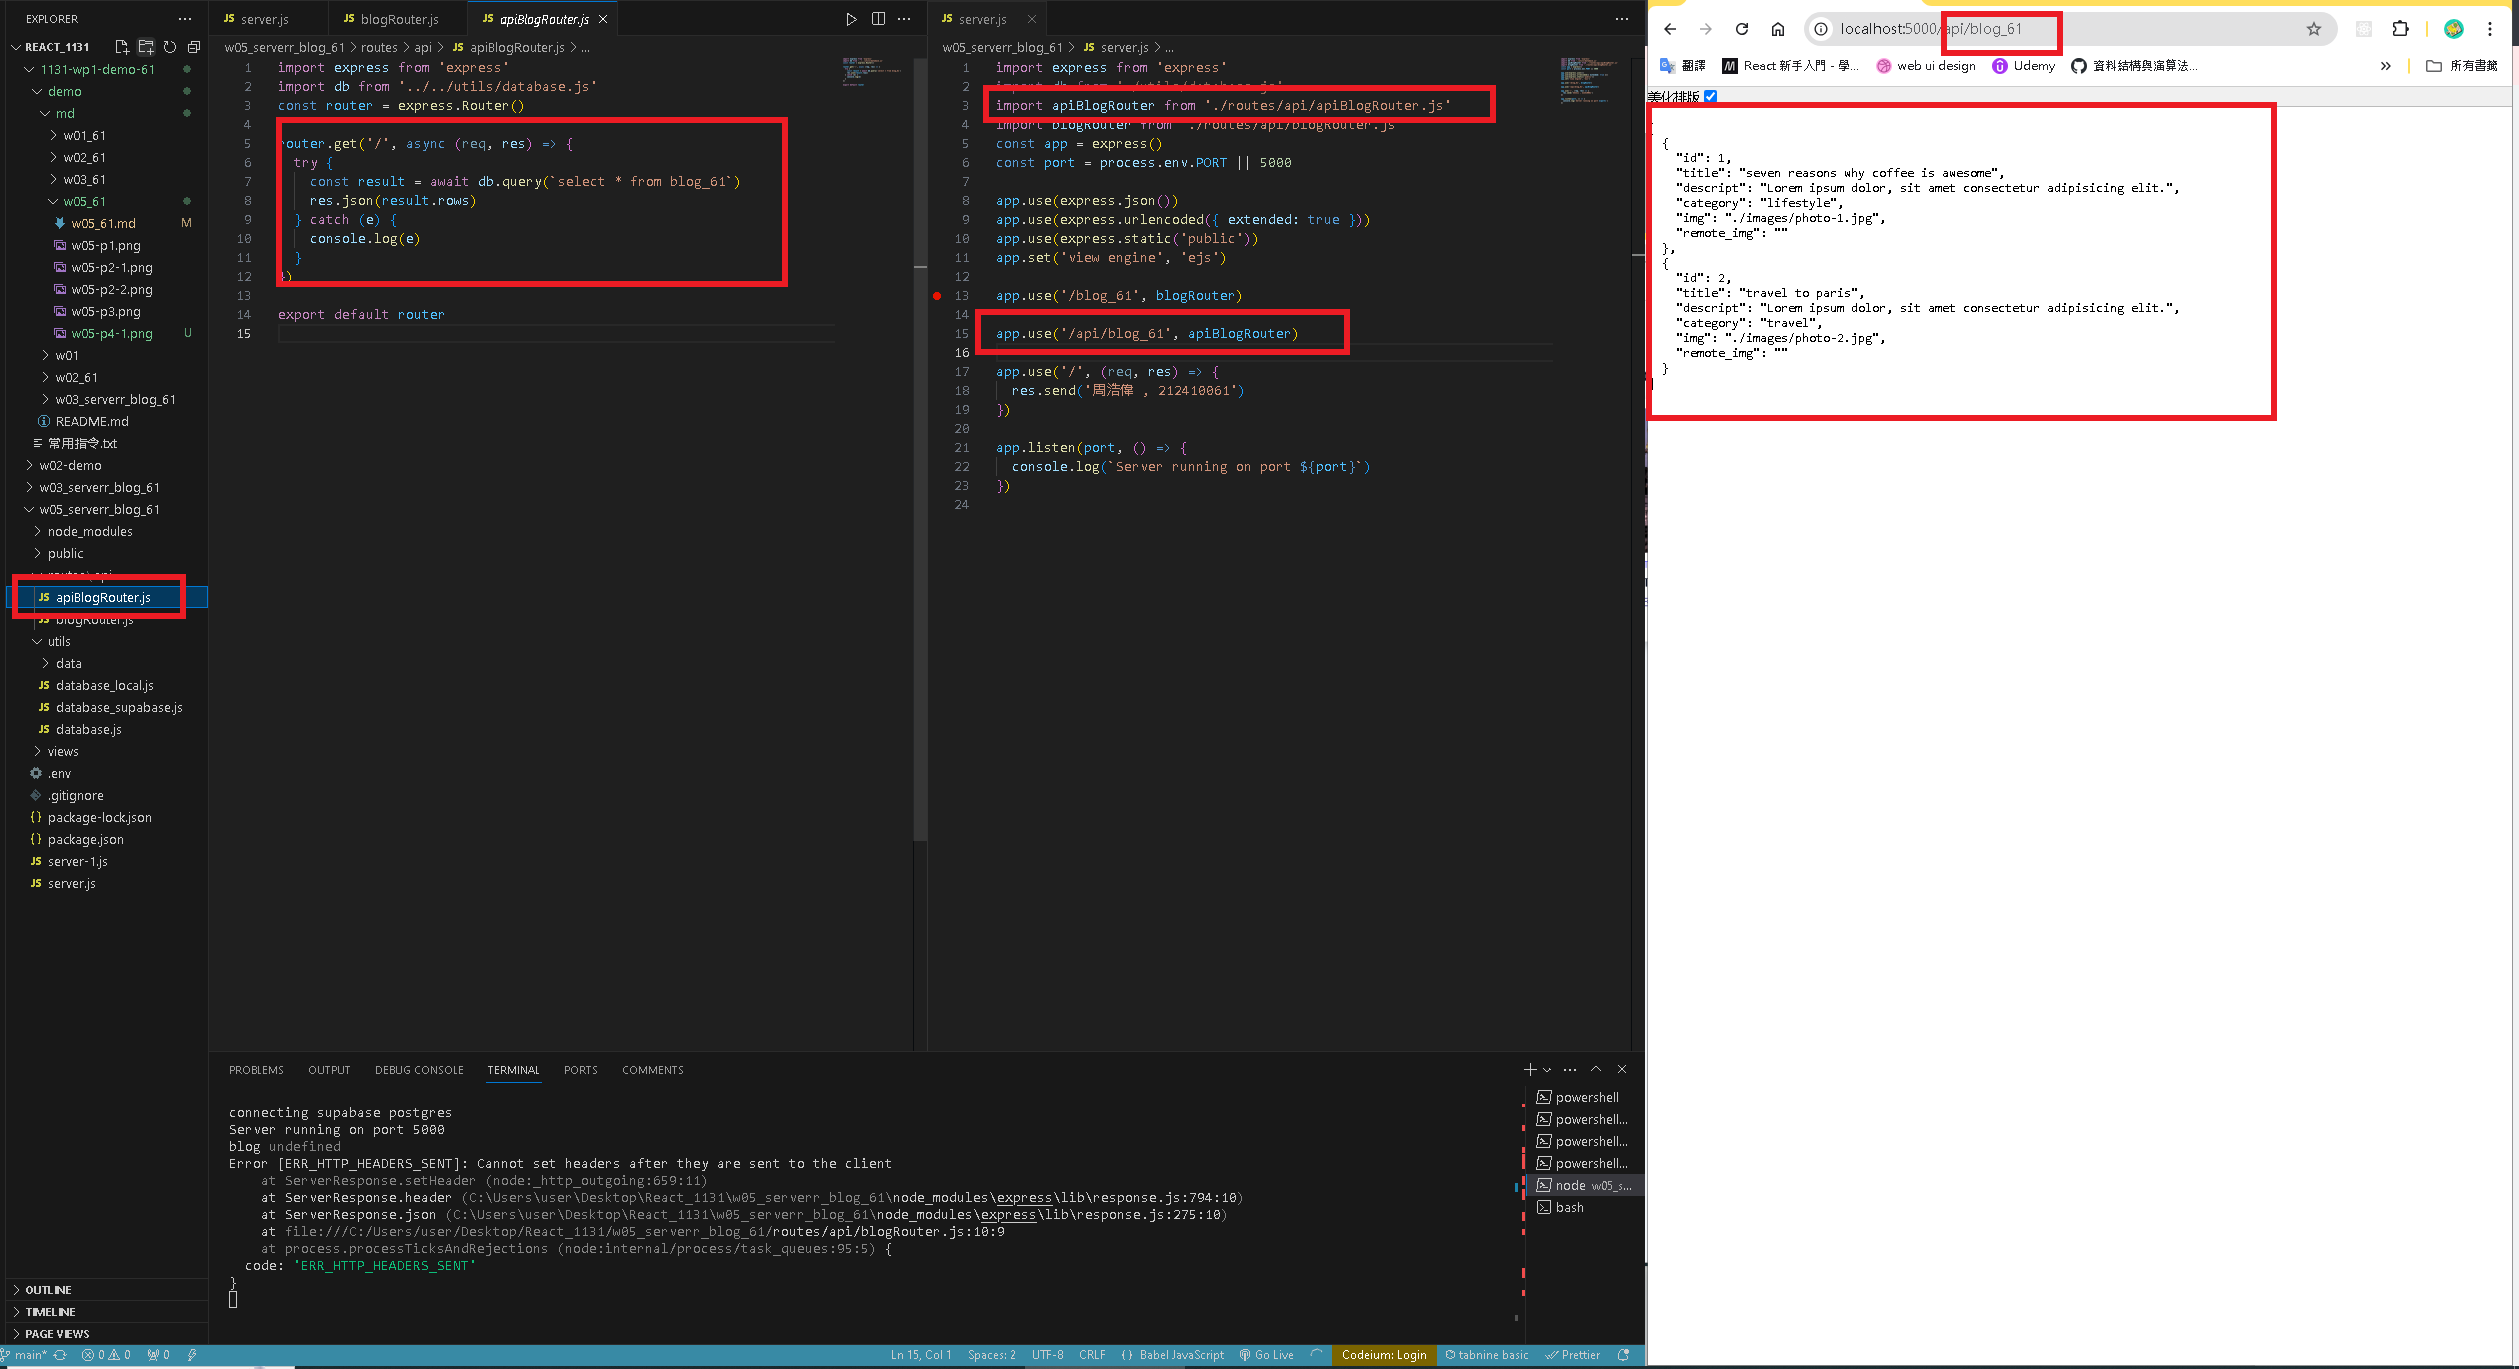 EXPLORER
REACT_1131
1131-wp1-demo-61
demo
md
w01_61
w02_61
w03_61
w05_61
w05_61.md M
w05-p1.png
w05-p2-1.png
w05-p2-2.png
w05-p3.png
w05-p4-1.png U
w01
w02_61
w03_serverr_blog_61
README.md
常用指令.txt
w02-demo
w03_serverr_blog_61
w05_serverr_blog_61
node_modules
public
JS apiBlogRouter.js
JS blogRouter.js
utils
data
JS database_local.js
JS database_supabase.js
JS database.js
views
.env
.gitignore
{} package-lock.json
{} package.json
JS server-1.js
JS server.js
OUTLINE
TIMELINE
PAGE VIEWS
JS server.js
JS blogRouter.js
JS apiBlogRouter.js
w05_serverr_blog_61 > routes > api > JS apiBlogRouter.js > ...
1 import express from 'express'
2 import db from '../../utils/database.js'
3 const router = express.Router()
4
5 router.get('/', async (req, res) => {
6 try {
7 const result = await db.query(`select * from blog_61`)
8 res.json(result.rows)
9 } catch (e) {
10 console.log(e)
11 }
12 })
13
14 export default router
15
JS server.js
w05_serverr_blog_61 > JS server.js > ...
1 import express from 'express'
2 import db from './utils/database.js'
3 import apiBlogRouter from './routes/api/apiBlogRouter.js'
4 import blogRouter from './routes/api/blogRouter.js'
5 const app = express()
6 const port = process.env.PORT || 5000
7
8 app.use(express.json())
9 app.use(express.urlencoded({ extended: true }))
10 app.use(express.static('public'))
11 app.set('view engine', 'ejs')
12
13 app.use('/blog_61', blogRouter)
14
15 app.use('/api/blog_61', apiBlogRouter)
16
17 app.use('/', (req, res) => {
18 res.send('周浩偉 , 212410061')
19 })
20
21 app.listen(port, () => {
22 console.log(`Server running on port ${port}`)
23 })
24
PROBLEMS OUTPUT DEBUG CONSOLE TERMINAL PORTS COMMENTS
connecting supabase postgres
Server running on port 5000
blog undefined
Error [ERR_HTTP_HEADERS_SENT]: Cannot set headers after they are sent to the client
at ServerResponse.setHeader (node:_http_outgoing:659:11)
at ServerResponse.header (C:\Users\user\Desktop\React_1131\w05_serverr_blog_61\node_modules\express\lib\response.js:794:10)
at ServerResponse.json (C:\Users\user\Desktop\React_1131\w05_serverr_blog_61\node_modules\express\lib\response.js:275:10)
at file:///C:/Users/user/Desktop/React_1131/w05_serverr_blog_61/routes/api/blogRouter.js:10:9
at process.processTicksAndRejections (node:internal/process/task_queues:95:5) {
code: 'ERR_HTTP_HEADERS_SENT'
}
powershell
powershell...
powershell...
powershell...
node w05_s...
bash
main* 0 0 0 Ln 15, Col 1 Spaces: 2 UTF-8 CRLF {} Babel JavaScript Go Live Codeium: Login tabnine basic Prettier
localhost:5000/api/blog_61
翻譯 React 新手入門 - 學... web ui design Udemy 資料結構與演算法... » 所有書籤
美化排版
{
"id": 1,
"title": "seven reasons why coffee is awesome",
"descript": "Lorem ipsum dolor, sit amet consectetur adipisicing elit.",
"category": "lifestyle",
"img": "./images/photo-1.jpg",
"remote_img": ""
},
{
"id": 2,
"title": "travel to paris",
"descript": "Lorem ipsum dolor, sit amet consectetur adipisicing elit.",
"category": "travel",
"img": "./images/photo-2.jpg",
"remote_img": ""
}